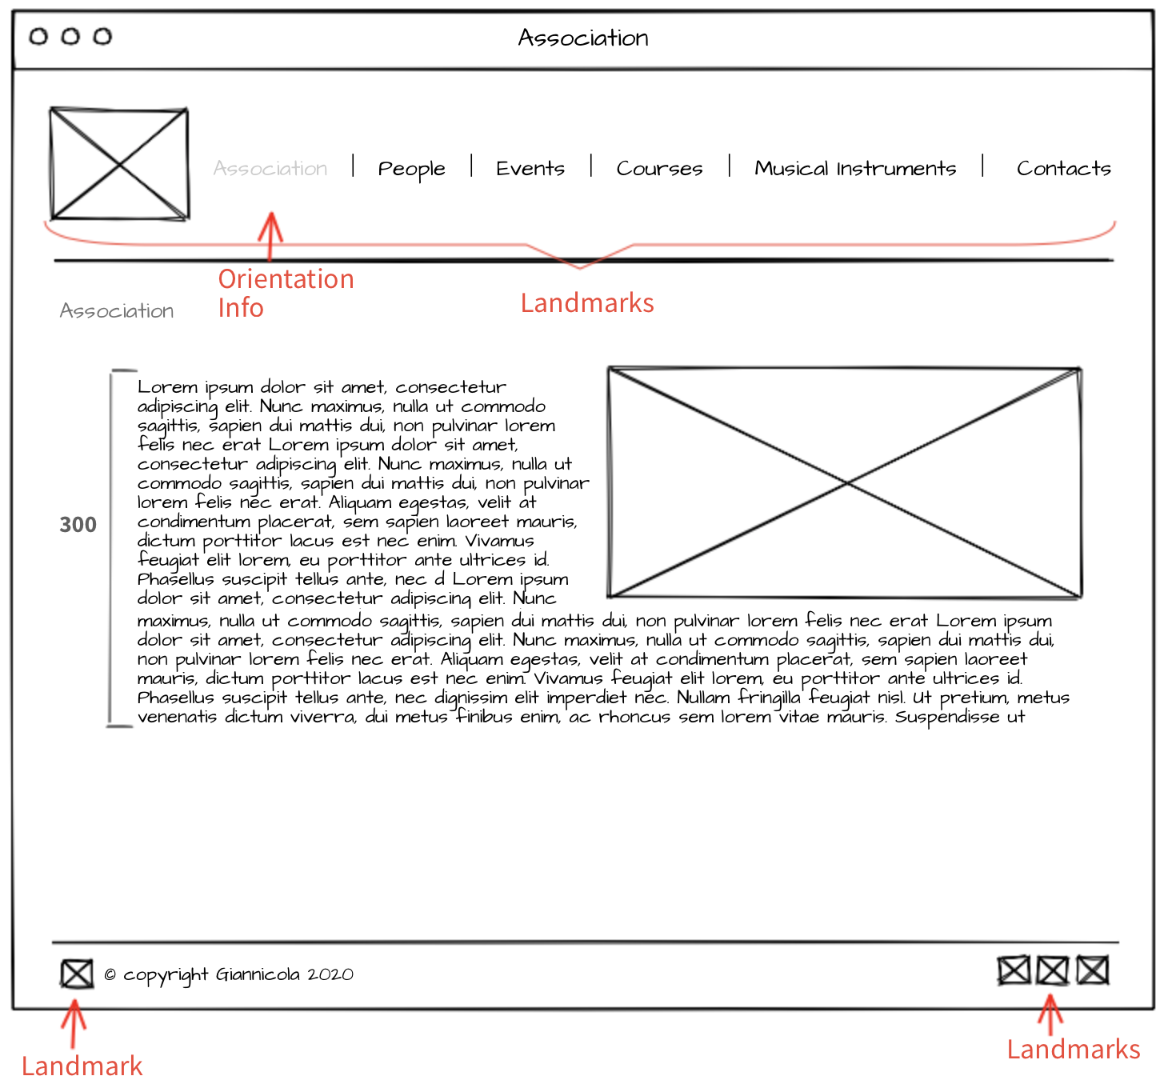 Association
Association | People | Events | Courses | Musical Instruments | Contacts
Orientation
Info
Landmarks
Association
300
Lorem ipsum dolor sit amet, consectetur
adipiscing elit. Nunc maximus, nulla ut commodo
sagittis, sapien dui mattis dui, non pulvinar lorem
felis nec erat Lorem ipsum dolor sit amet,
consectetur adipiscing elit. Nunc maximus, nulla ut
commodo sagittis, sapien dui mattis dui, non pulvinar
lorem felis nec erat. Aliquam egestas, velit at
condimentum placerat, sem sapien laoreet mauris,
dictum porttitor lacus est nec enim. Vivamus
feugiat elit lorem, eu porttitor ante ultrices id.
Phasellus suscipit tellus ante, nec d Lorem ipsum
dolor sit amet, consectetur adipiscing elit. Nunc
maximus, nulla ut commodo sagittis, sapien dui mattis dui, non pulvinar lorem felis nec erat Lorem ipsum
dolor sit amet, consectetur adipiscing elit. Nunc maximus, nulla ut commodo sagittis, sapien dui mattis dui,
non pulvinar lorem felis nec erat. Aliquam egestas, velit at condimentum placerat, sem sapien laoreet
mauris, dictum porttitor lacus est nec enim. Vivamus feugiat elit lorem, eu porttitor ante ultrices id.
Phasellus suscipit tellus ante, nec dignissim elit imperdiet nec. Nullam fringilla feugiat nisl. Ut pretium, metus
venenatis dictum viverra, dui metus finibus enim, ac rhoncus sem lorem vitae mauris. Suspendisse ut
© copyright Giannicola 2020
Landmark
Landmarks